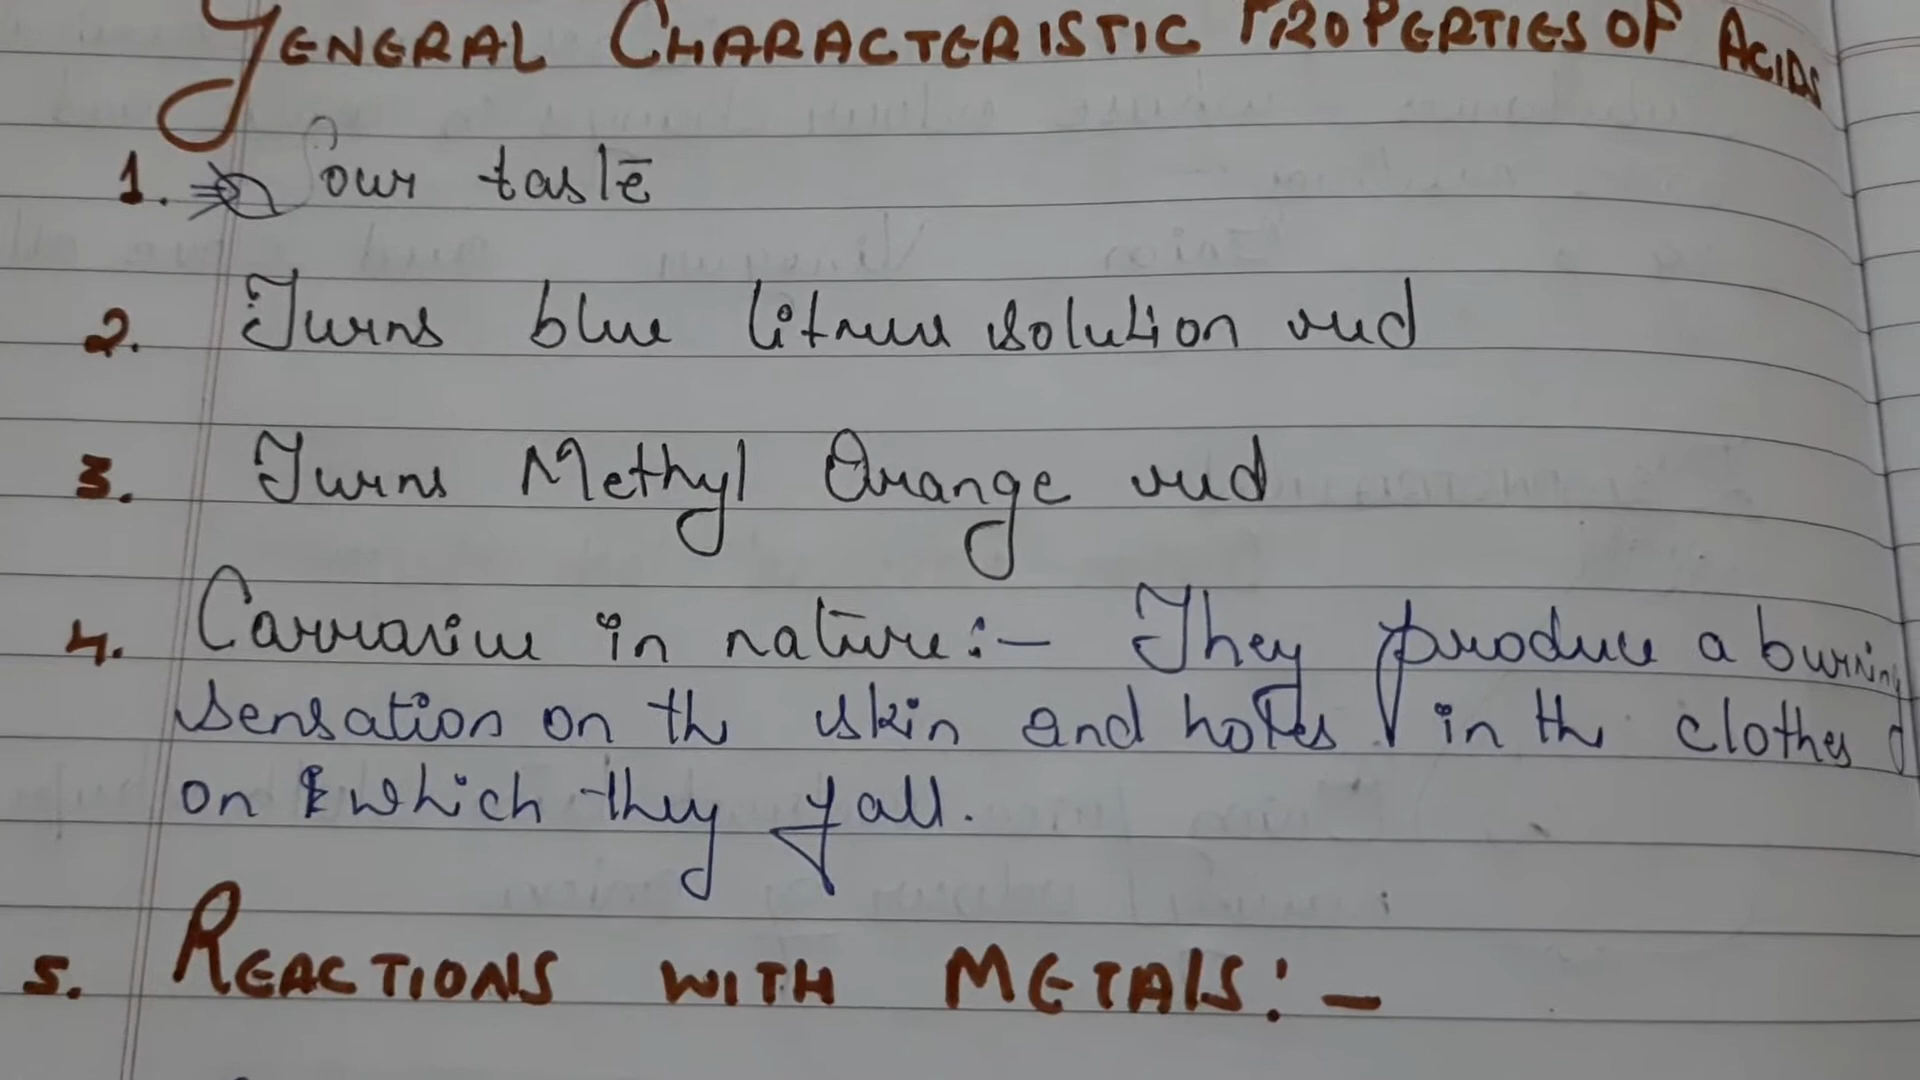 GENERAL CHARACTERISTIC PROPERTIES OF ACIDS
1. Sour taste
2. Turns blue litmus solution red
3. Turns Methyl Orange red
4. Corrosive in nature :- They produce a burning
sensation on the skin and holes in the clothes
on which they fall.
5. REACTIONS WITH METALS :-